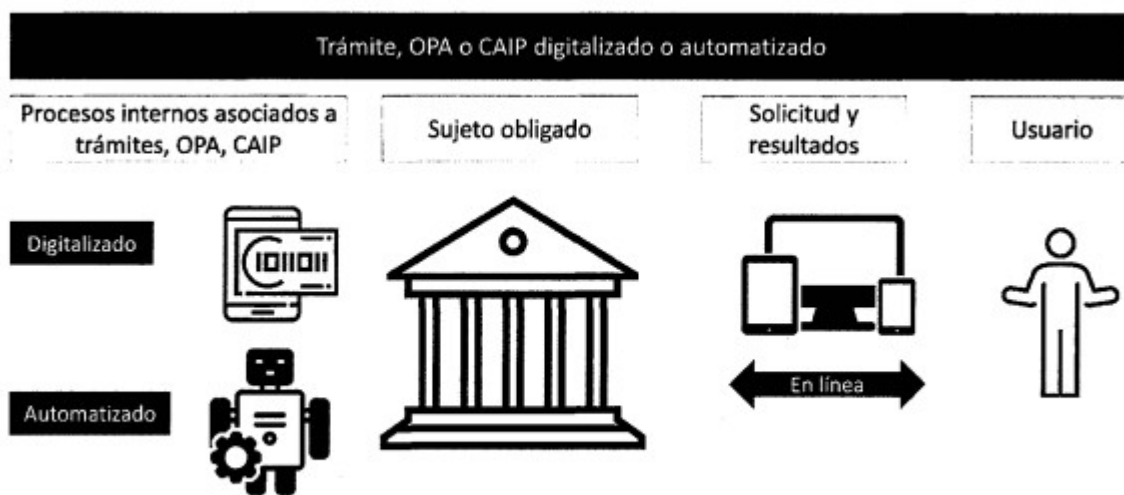 Trámite, OPA o CAIP digitalizado o automatizado
Procesos internos asociados a
trámites, OPA, CAIP
Sujeto obligado
Solicitud y
resultados
Usuario
Digitalizado
Automatizado
En línea